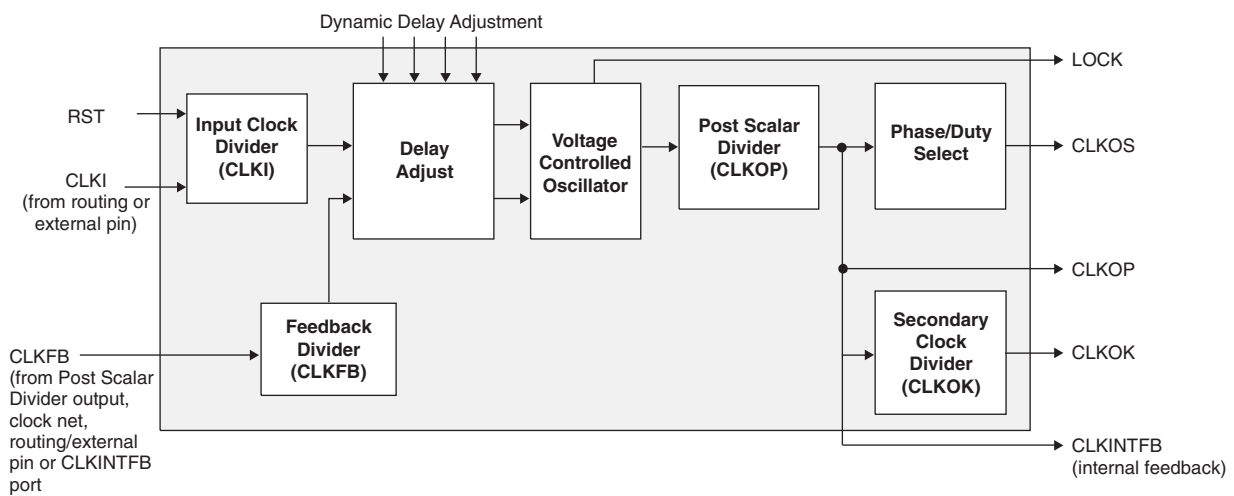 Dynamic Delay Adjustment
LOCK
RST
Input Clock
Divider
(CLKI)
Delay
Adjust
Voltage
Controlled
Oscillator
Post Scalar
Divider
(CLKOP)
Phase/Duty
Select
CLKOS
CLKI
(from routing or
external pin)
CLKOP
Feedback
Divider
(CLKFB)
Secondary
Clock
Divider
(CLKOK)
CLKOK
CLKFB
(from Post Scalar
Divider output,
clock net,
routing/external
pin or CLKINTFB
port
CLKINTFB
(internal feedback)